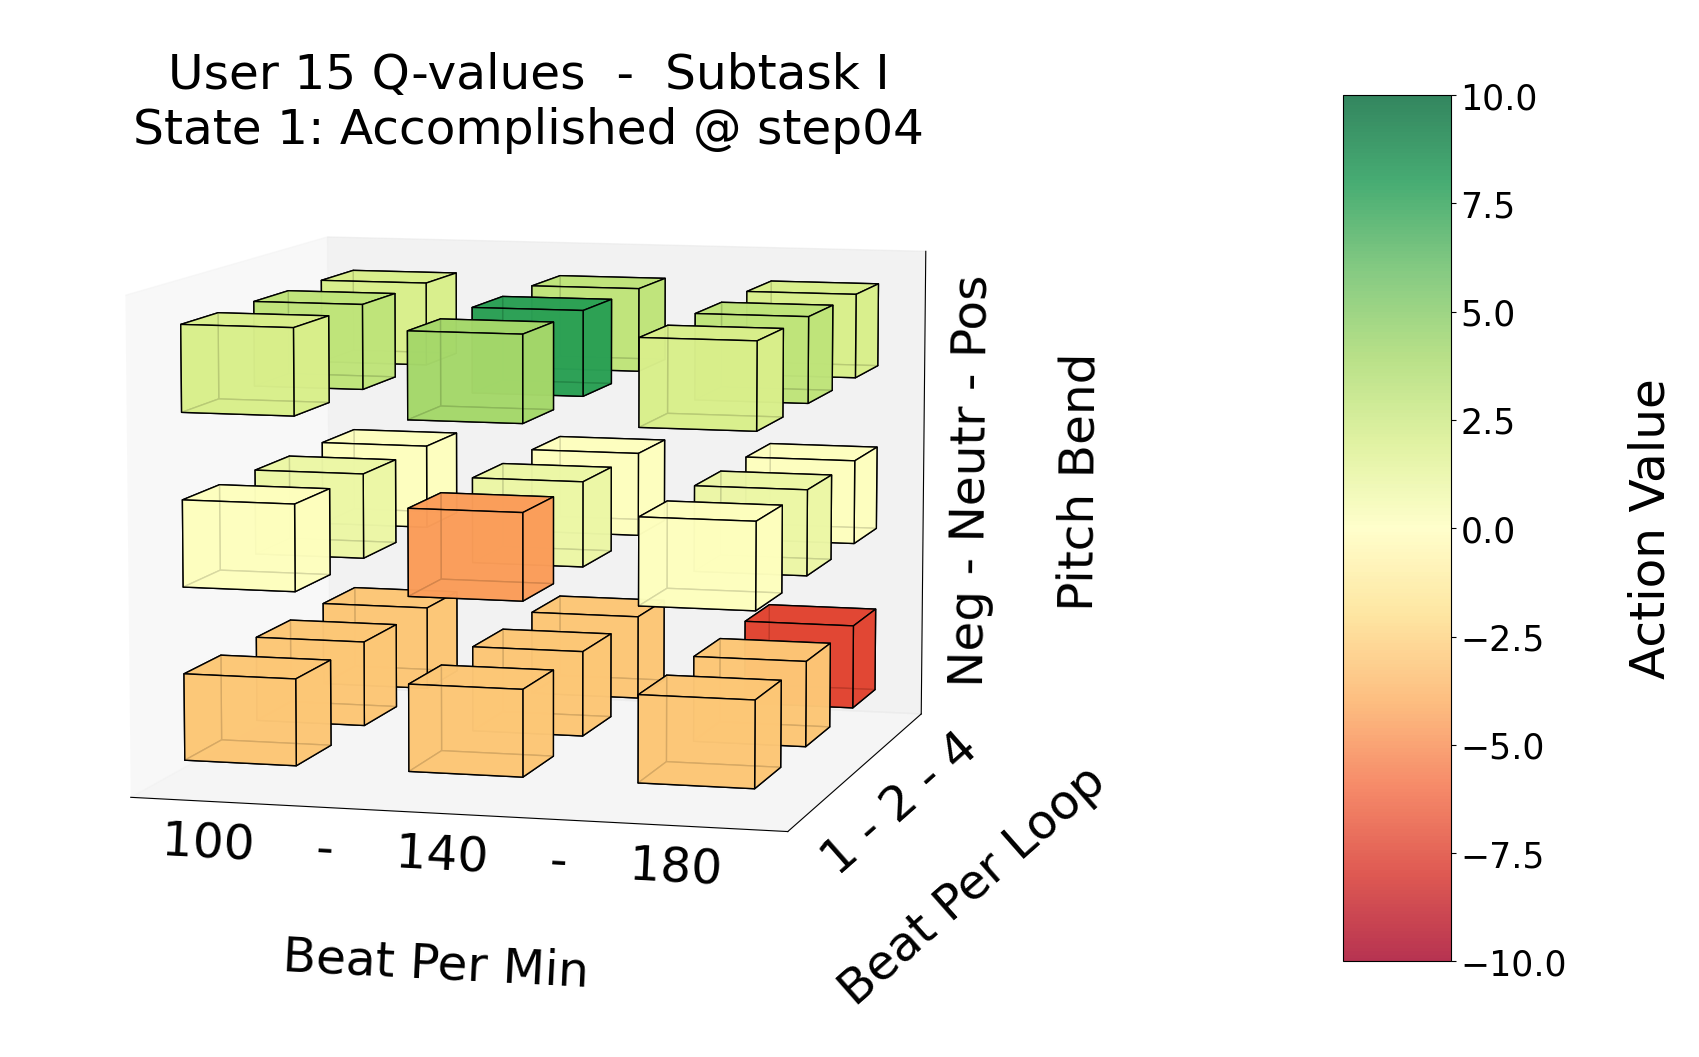 User 15 Q-values  -  Subtask I
State 1: Accomplished @ step04
Neg - Neutr - Pos
Pitch Bend
100    -    140    -    180
Beat Per Min
1 - 2 - 4
Beat Per Loop
10.0
7.5
5.0
2.5
0.0
−2.5
−5.0
−7.5
−10.0
Action Value